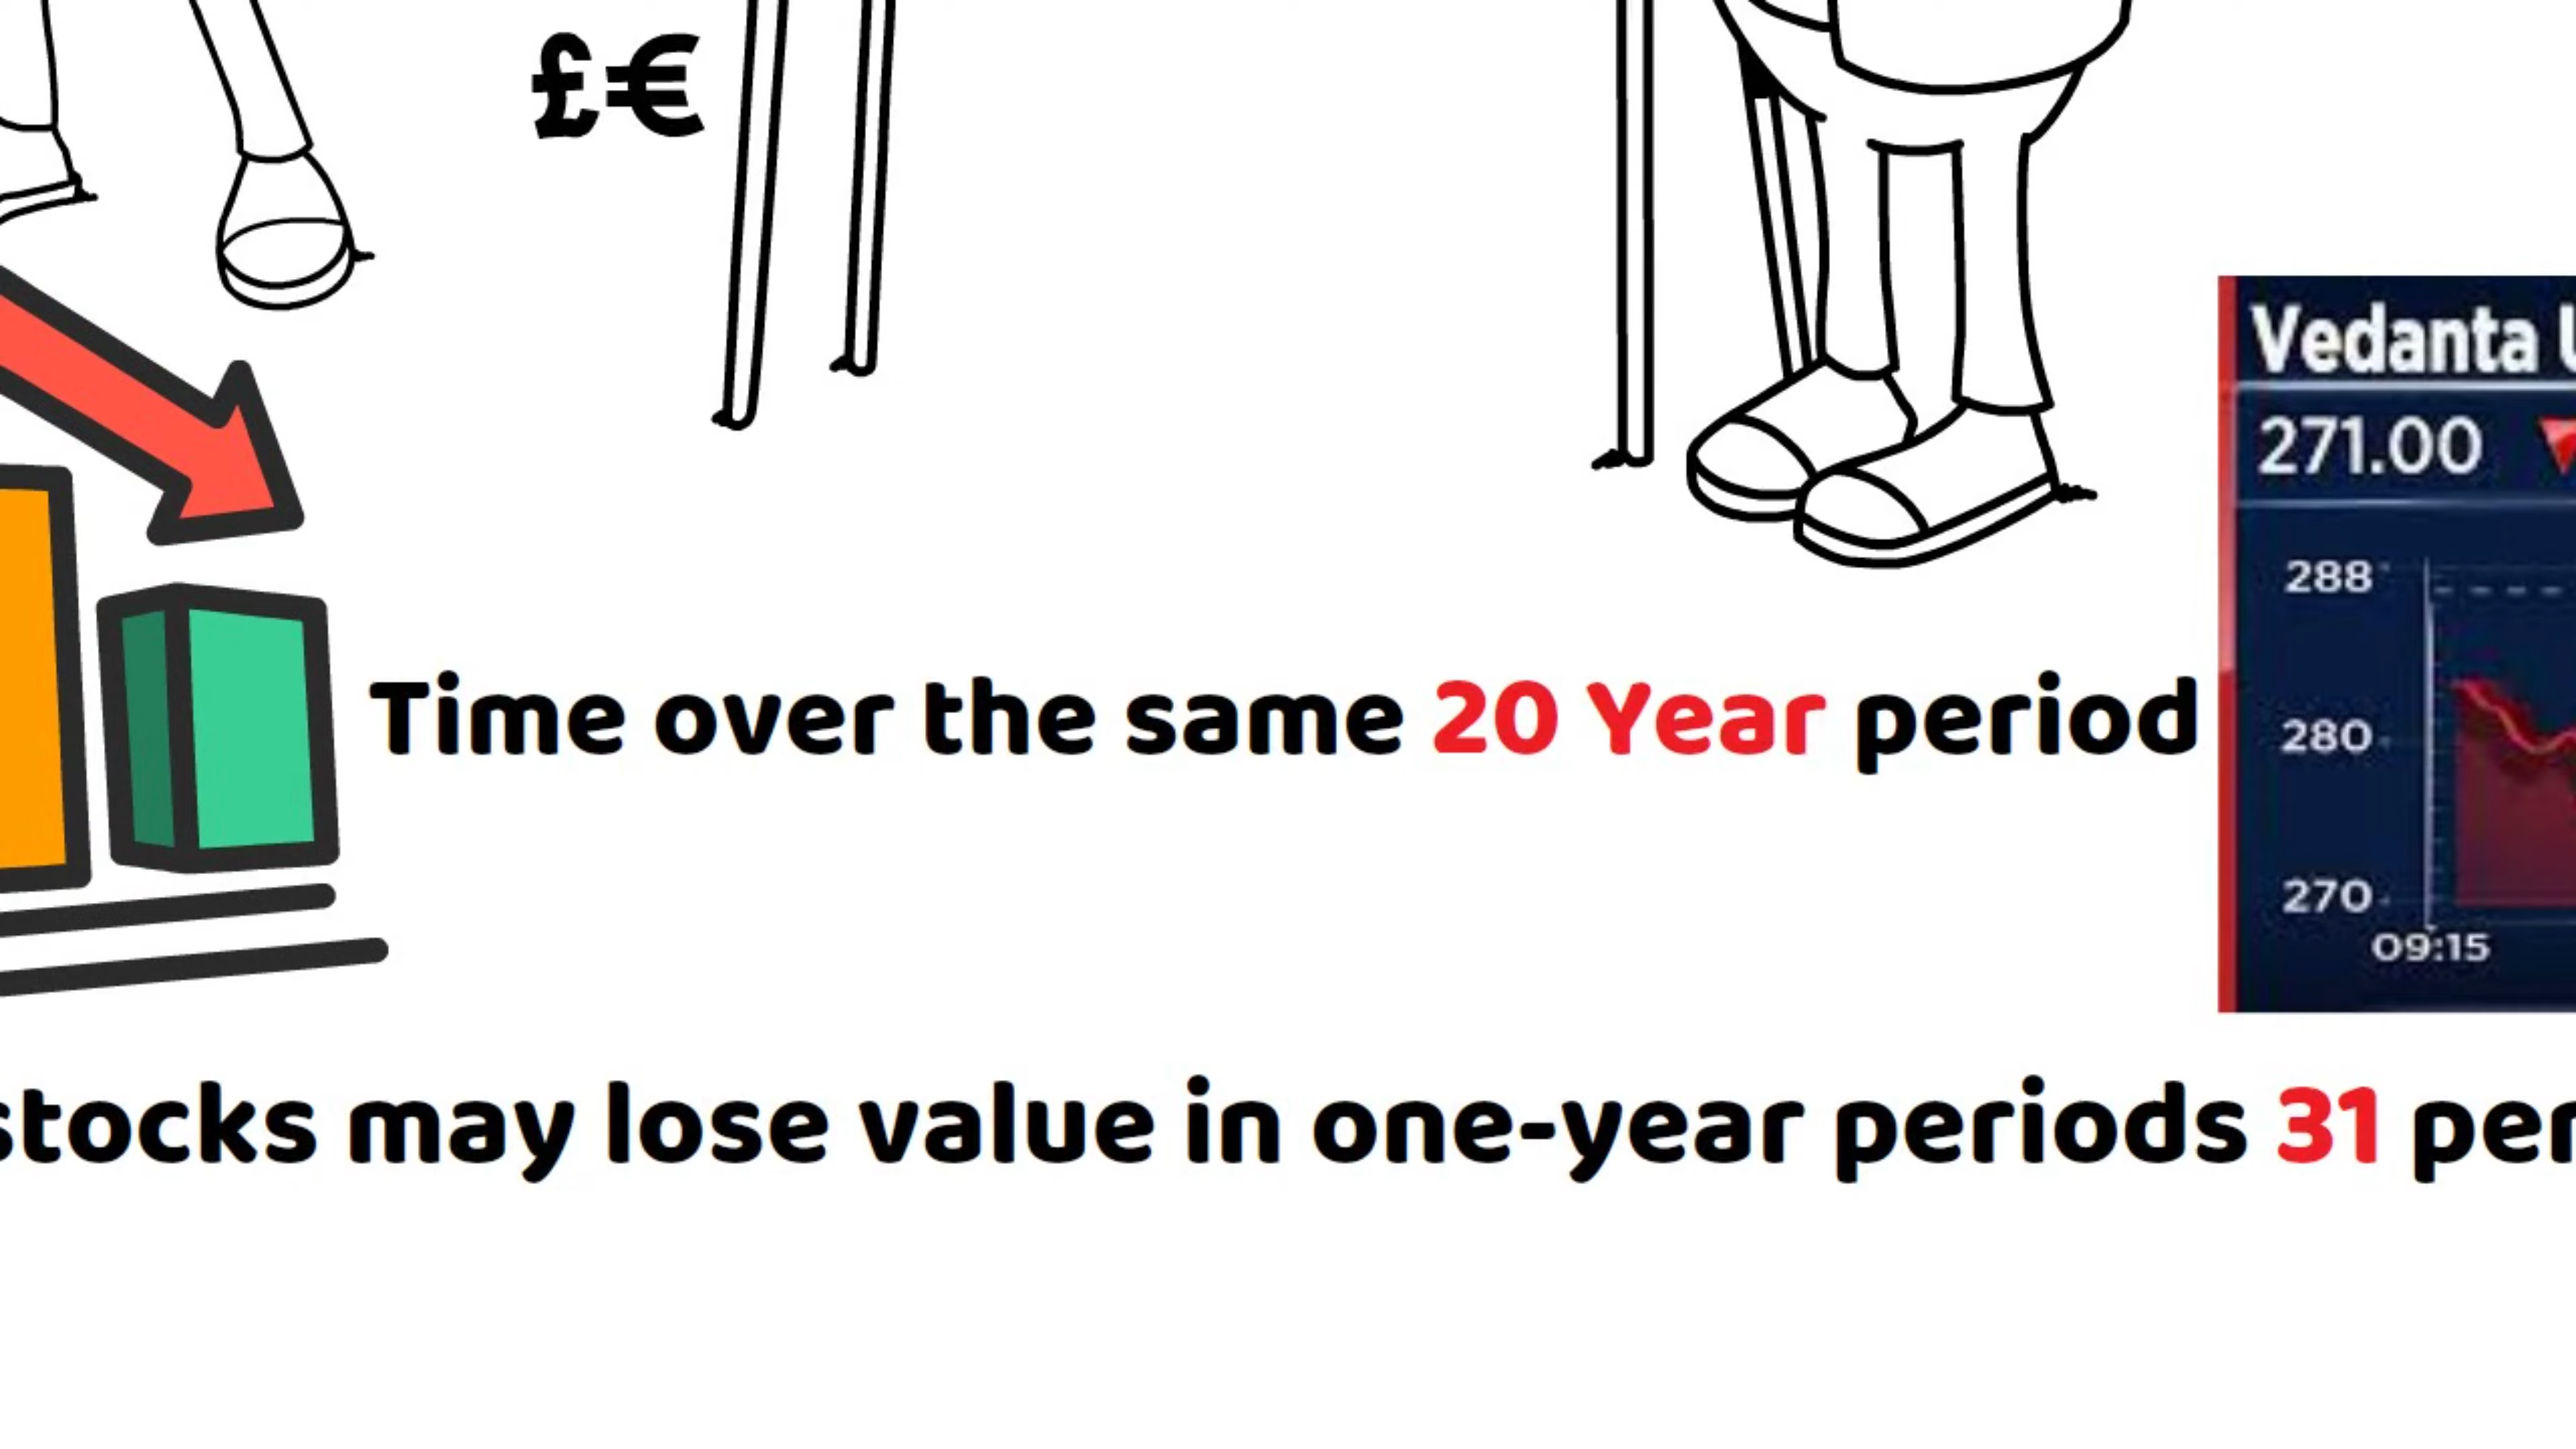 £€
Vedanta
271.00
288
280
270
09:15
Time over the same 20 Year period
stocks may lose value in one-year periods 31 per